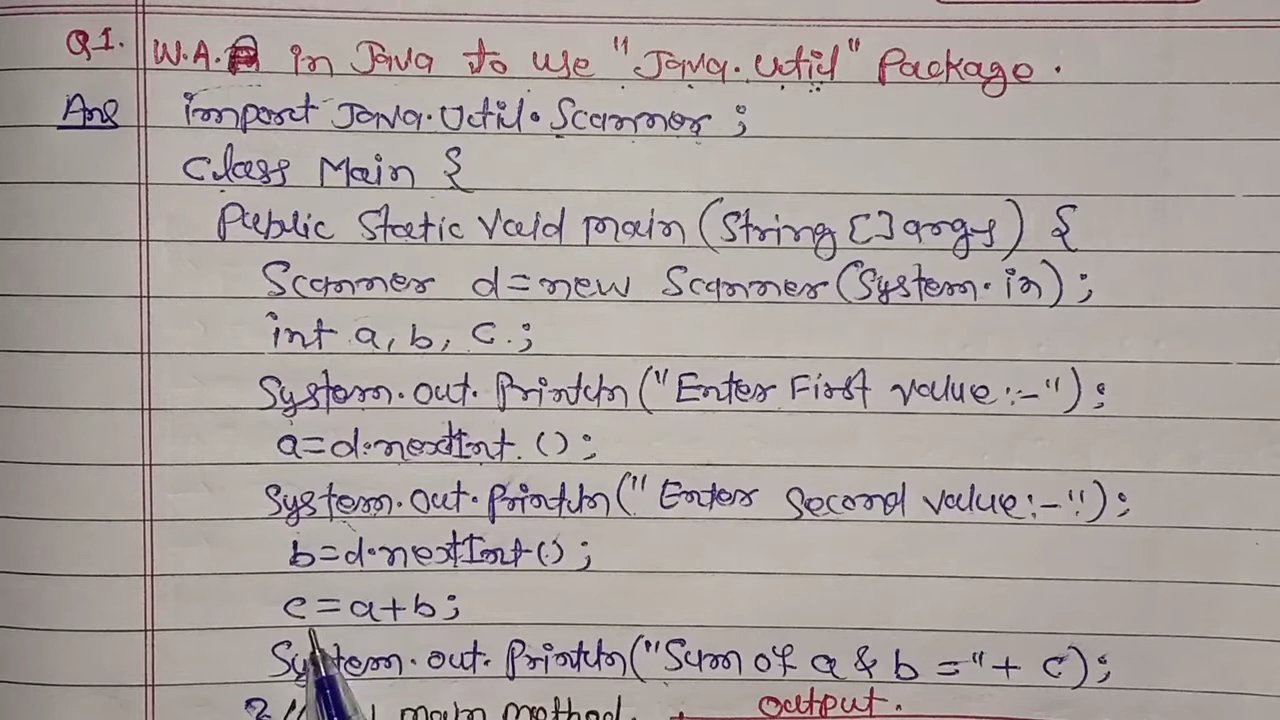 Q1. W.A.P in Java to use "Java.util" Package.
Ans import Java.Util.Scanner;
Class Main {
Public Static Void main (String [] args) {
Scanner d=new Scanner(System.in);
int a, b, c.;
System.out.Println("Enter First value:-");
a=d.nextInt.();
System.out.Println("Enter Second value:-");
b=d.nextInt();
c=a+b;
System.out.Println("Sum of a & b ="+ c);
main method. output.